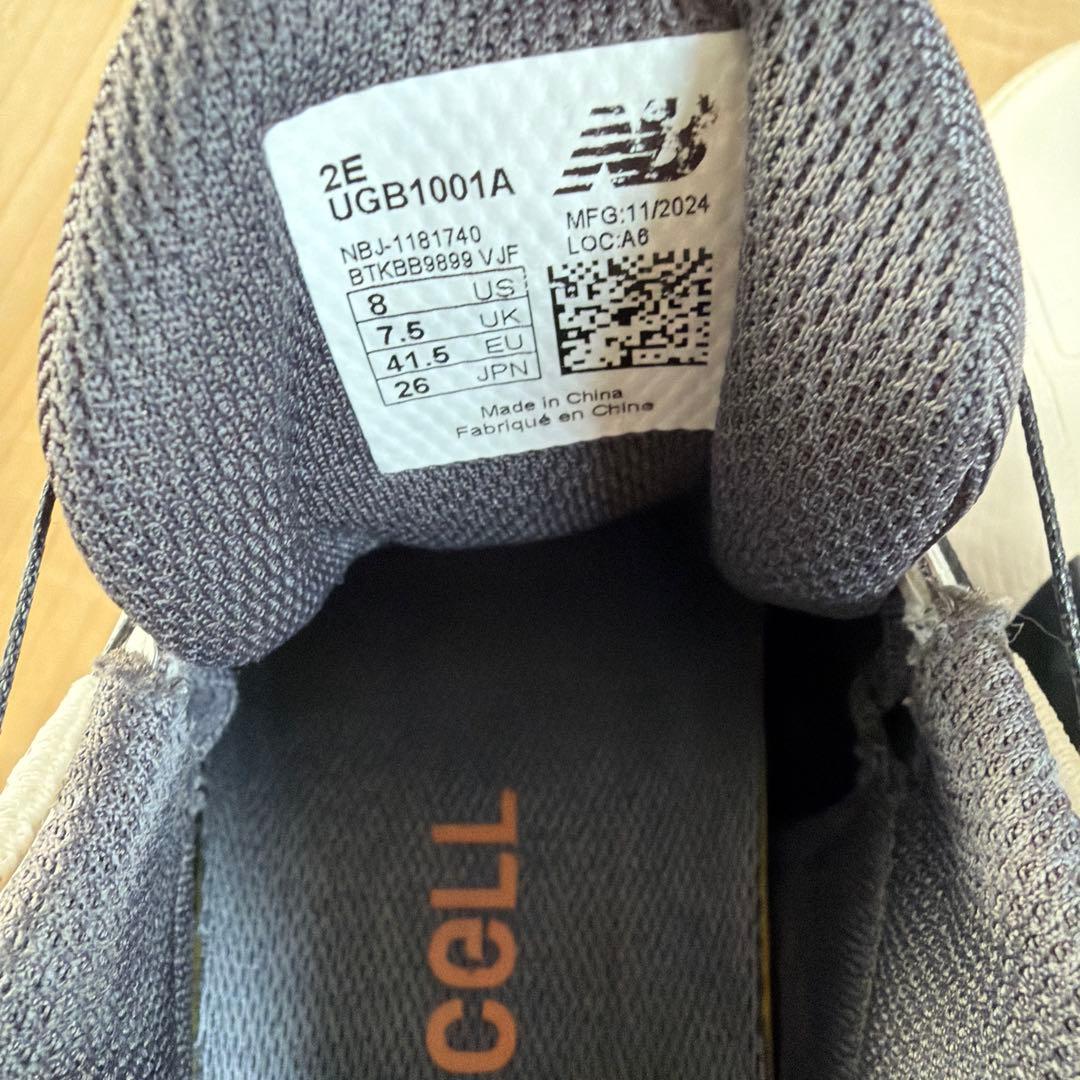 2E
UGB1001A
NB
MFG:11/2024
LOC:A6
NBJ-1181740
BTKBB9899 VJF
8 US
7.5 UK
41.5 EU
26 JPN
Made in China
Fabriqué en Chine
CeLL